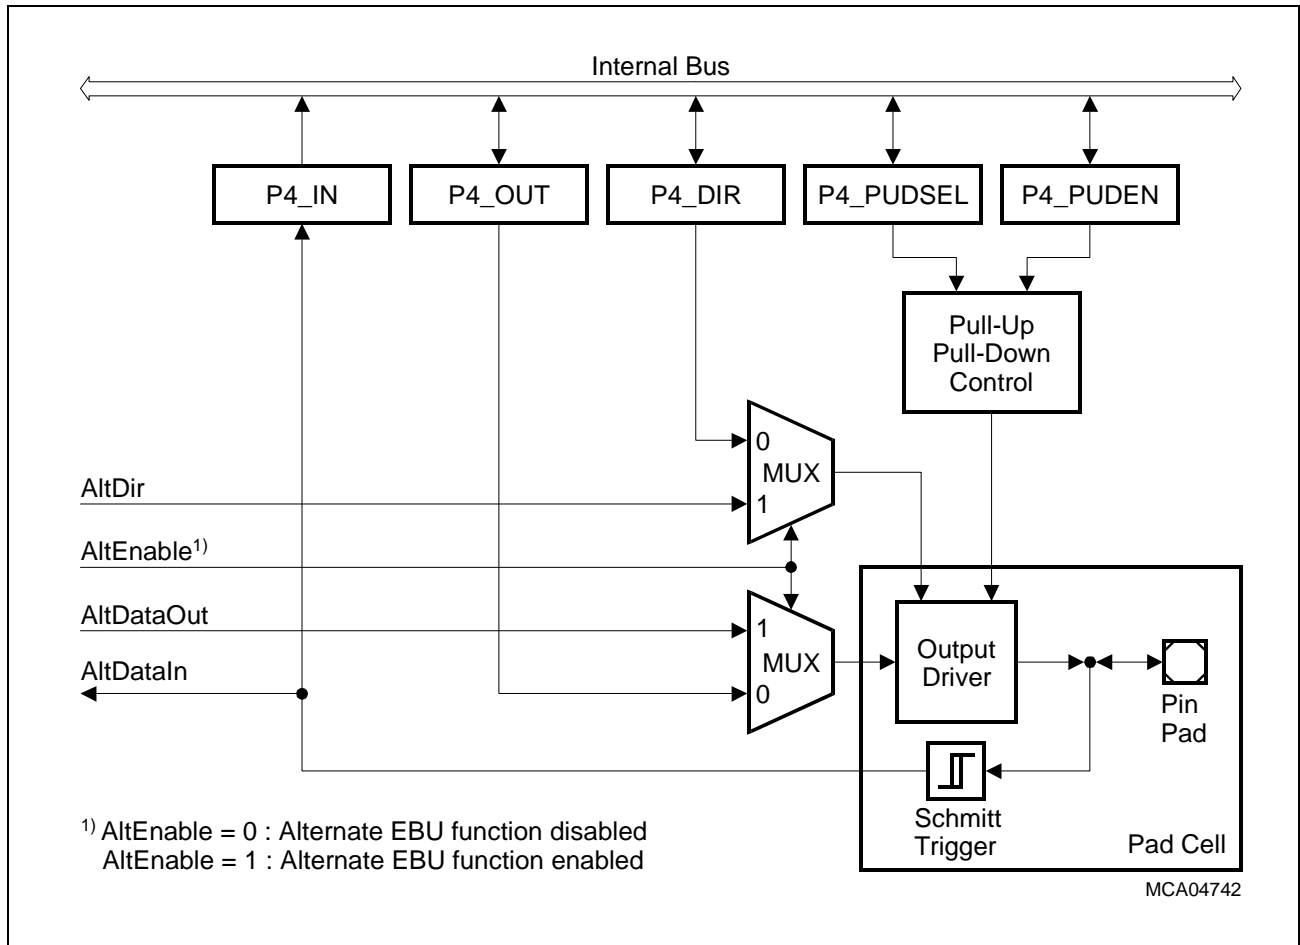 Internal Bus
P4_IN
P4_OUT
P4_DIR
P4_PUDSEL
P4_PUDEN
Pull-Up
Pull-Down
Control
0
MUX
1
AltDir
AltEnable1)
AltDataOut
AltDataIn
1
MUX
0
Output
Driver
Pin
Pad
Schmitt
Trigger
Pad Cell
1) AltEnable = 0 : Alternate EBU function disabled
AltEnable = 1 : Alternate EBU function enabled
MCA04742